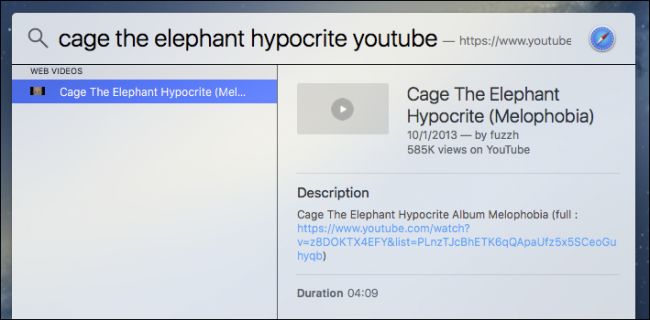 cage the elephant hypocrite youtube — https://www.youtube
WEB VIDEOS
Cage The Elephant Hypocrite (Mel...
Cage The Elephant
Hypocrite (Melophobia)
10/1/2013 — by fuzzh
585K views on YouTube
Description
Cage The Elephant Hypocrite Album Melophobia (full :
https://www.youtube.com/watch?
v=z8DOKTX4EFY&list=PLnzTJcBhETK6qQApaUfz5x5SCeoGu
hyqb)
Duration 04:09